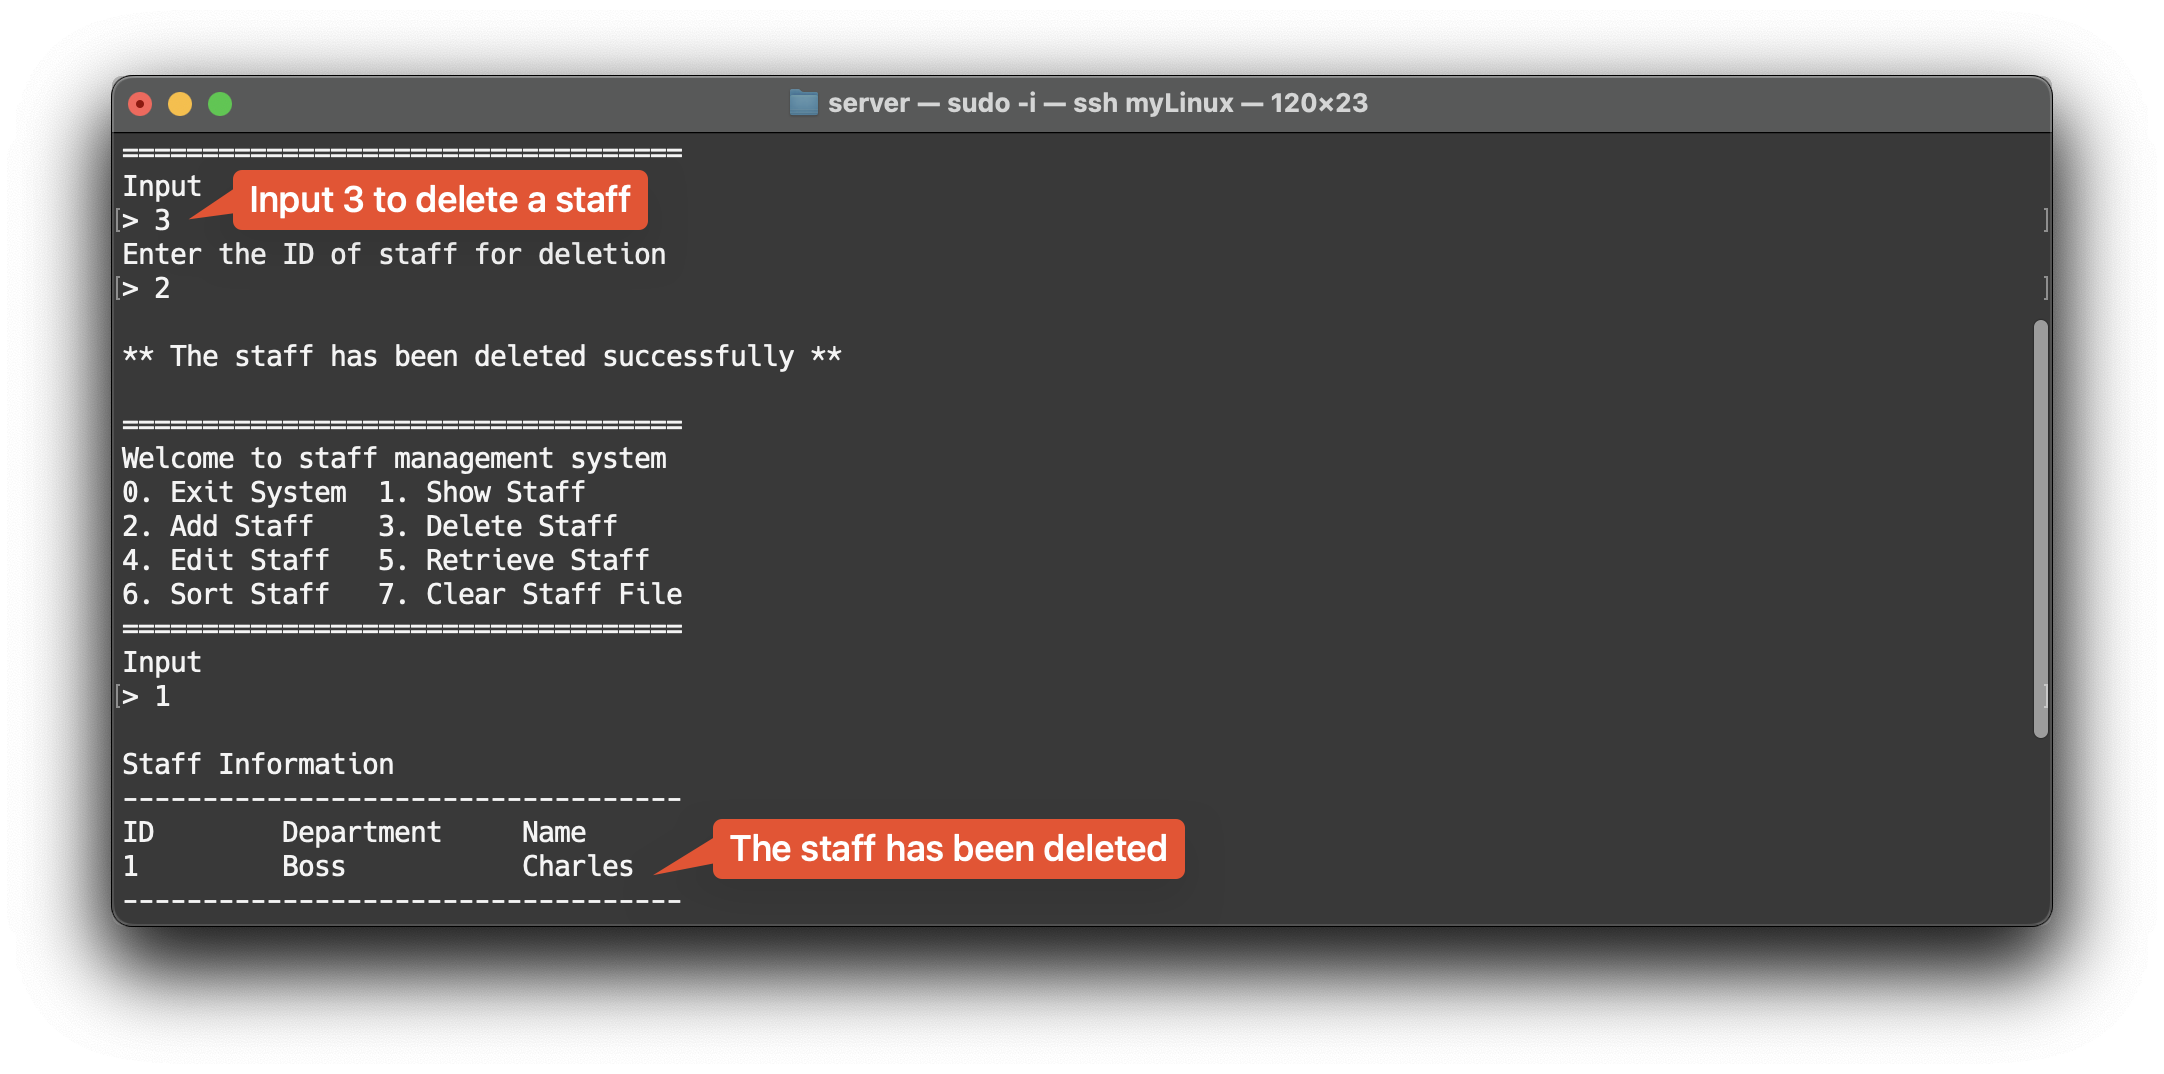 server — sudo -i — ssh myLinux — 120×23
===================================
Input
> 3
Input 3 to delete a staff
Enter the ID of staff for deletion
> 2
** The staff has been deleted successfully **
===================================
Welcome to staff management system
0. Exit System  1. Show Staff
2. Add Staff    3. Delete Staff
4. Edit Staff   5. Retrieve Staff
6. Sort Staff   7. Clear Staff File
===================================
Input
> 1
Staff Information
-----------------------------------
ID        Department     Name
1         Boss           Charles
The staff has been deleted
-----------------------------------